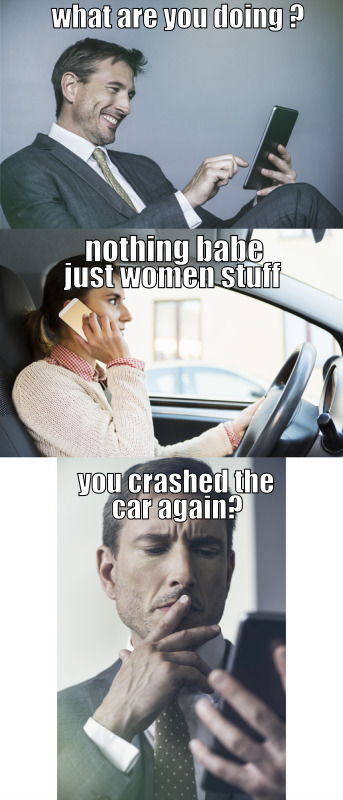 what are you doing ?
nothing babe
just women stuff
you crashed the
car again?